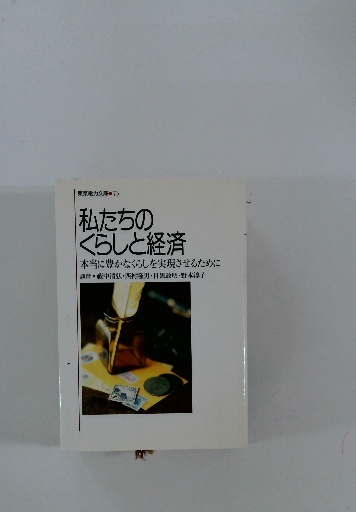 東京電力文庫●75
私たちの
くらしと経済
本当に豊かなくらしを実現させるために